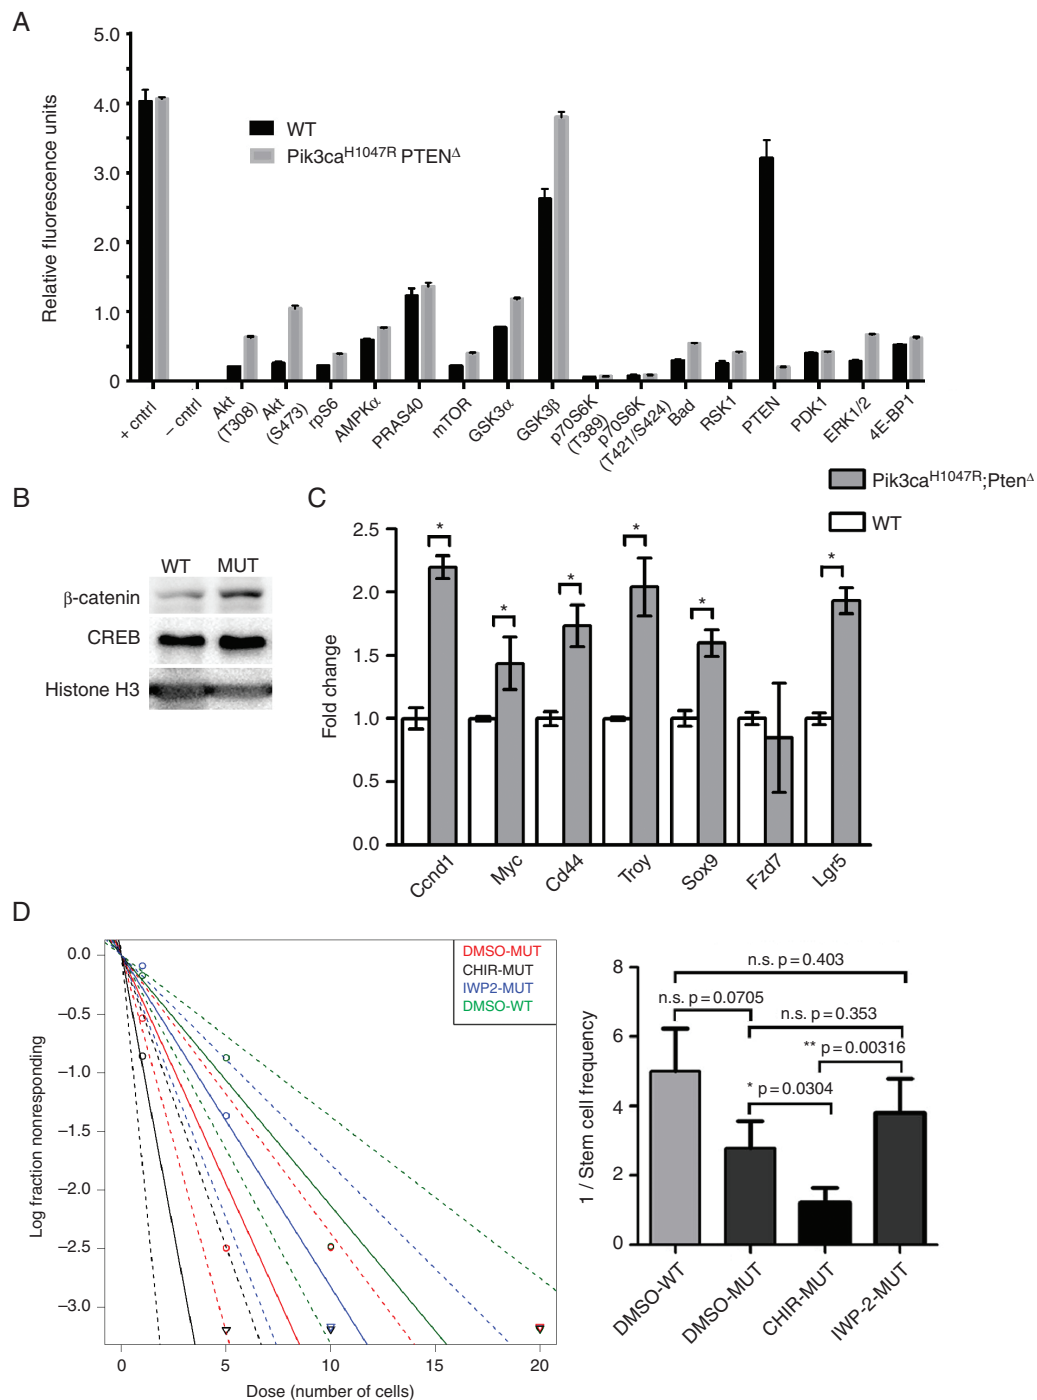 A
5.0
4.0
3.0
2.0
1.0
0
Relative fluorescence units
WT
Pik3caH1047R PTENΔ
+ cntrl
– cntrl
Akt
(T308)
Akt
(S473)
rpS6
AMPKα
PRAS40
mTOR
GSK3α
GSK3β
p70S6K
(T389)
p70S6K
(T421/S424)
Bad
RSK1
PTEN
PDK1
ERK1/2
4E-BP1
B
WT MUT
β-catenin
CREB
Histone H3
C
Pik3caH1047R;PtenΔ
WT
2.5
2.0
1.5
1.0
0.5
0.0
Fold change
*
*
*
*
*
*
Ccnd1
Myc
Cd44
Troy
Sox9
Fzd7
Lgr5
D
0.0
–0.5
–1.0
–1.5
–2.0
–2.5
–3.0
Log fraction nonresponding
DMSO-MUT
CHIR-MUT
IWP2-MUT
DMSO-WT
0 5 10 15 20
Dose (number of cells)
8
6
4
2
0
1 / Stem cell frequency
n.s. p = 0.403
n.s. p = 0.0705
n.s. p = 0.353
** p = 0.00316
* p = 0.0304
DMSO-WT
DMSO-MUT
CHIR-MUT
IWP-2-MUT